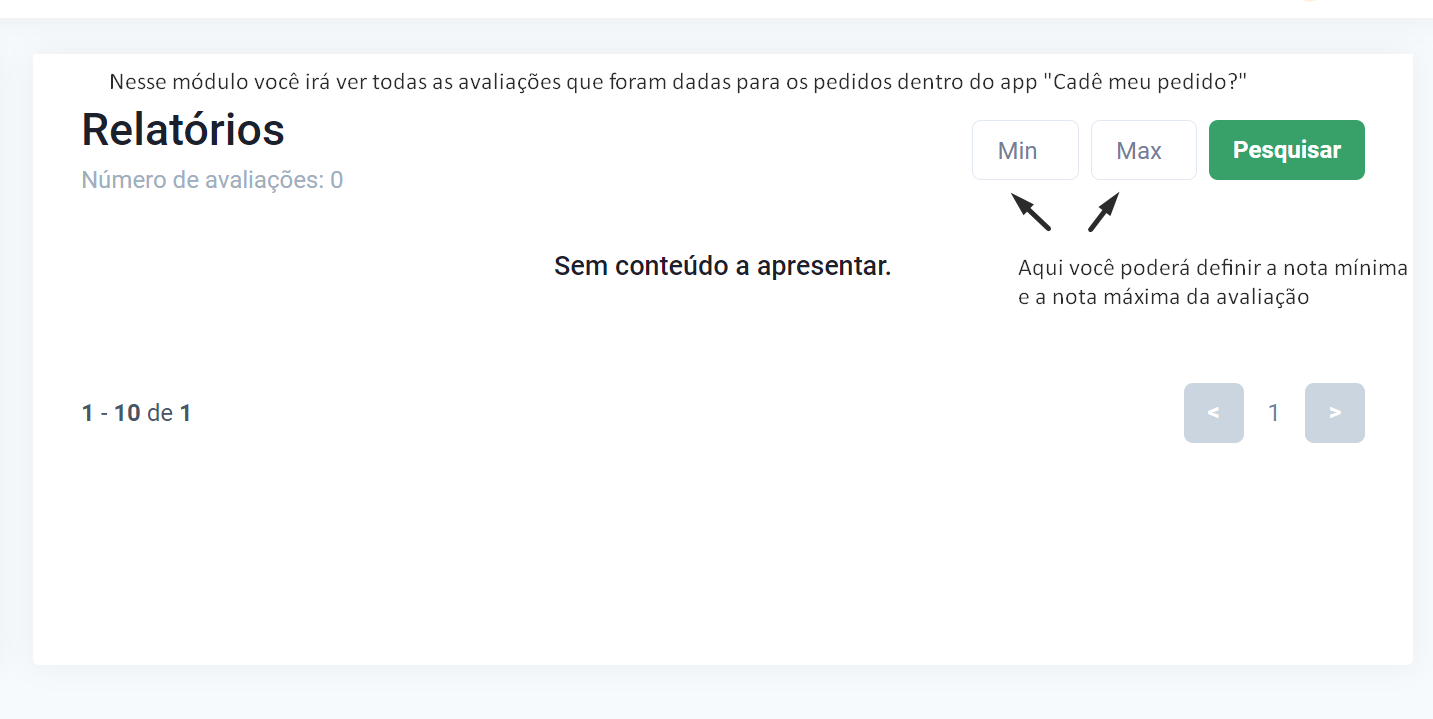 Nesse módulo você irá ver todas as avaliações que foram dadas para os pedidos dentro do app "Cadê meu pedido?"
Relatórios
Número de avaliações: 0
Min
Max
Pesquisar
Sem conteúdo a apresentar.
Aqui você poderá definir a nota mínima
e a nota máxima da avaliação
1 - 10 de 1
< 1 >